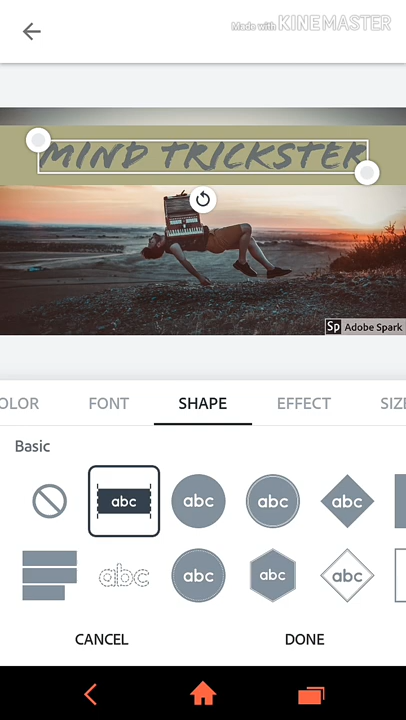 Made with KINEMASTER
MIND TRICKSTER
Sp Adobe Spark
OLOR FONT SHAPE EFFECT SIZE
Basic
abc abc abc abc
abc abc abc abc
CANCEL DONE